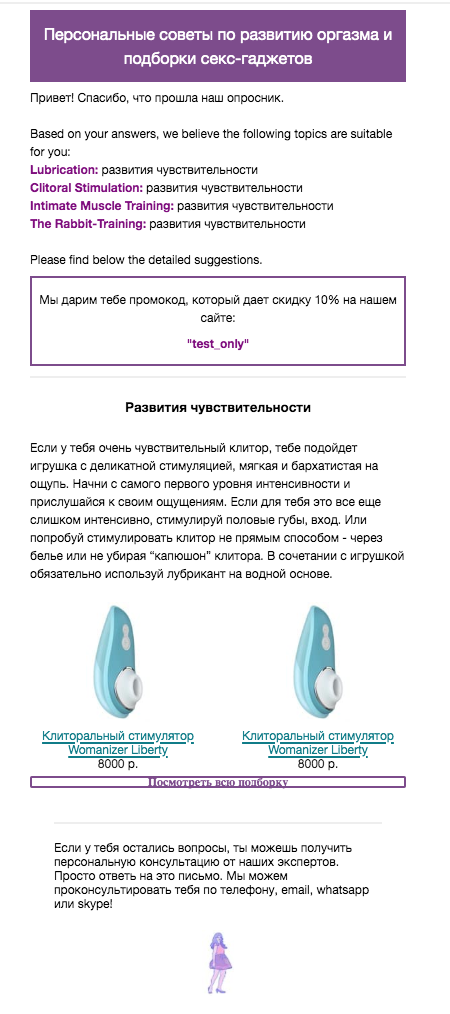 Персональные советы по развитию оргазма и
подборки секс-гаджетов
Привет! Спасибо, что прошла наш опросник.
Based on your answers, we believe the following topics are suitable
for you:
Lubrication: развития чувствительности
Clitoral Stimulation: развития чувствительности
Intimate Muscle Training: развития чувствительности
The Rabbit-Training: развития чувствительности
Please find below the detailed suggestions.
Мы дарим тебе промокод, который дает скидку 10% на нашем
сайте:
"test_only"
Развития чувствительности
Если у тебя очень чувствительный клитор, тебе подойдет
игрушка с деликатной стимуляцией, мягкая и бархатистая на
ощупь. Начни с самого первого уровня интенсивности и
прислушайся к своим ощущениям. Если для тебя это все еще
слишком интенсивно, стимулируй половые губы, вход. Или
попробуй стимулировать клитор не прямым способом - через
белье или не убирая “капюшон” клитора. В сочетании с игрушкой
обязательно используй лубрикант на водной основе.
Клиторальный стимулятор
Womanizer Liberty
8000 р.
Клиторальный стимулятор
Womanizer Liberty
8000 р.
Посмотреть всю подборку
Если у тебя остались вопросы, ты можешь получить
персональную консультацию от наших экспертов.
Просто ответь на это письмо. Мы можем
проконсультировать тебя по телефону, email, whatsapp
или skype!